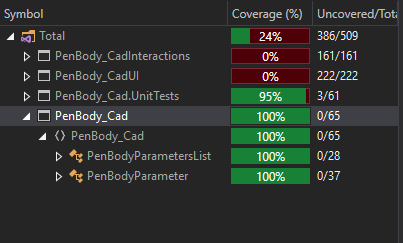 Symbol Coverage (%) Uncovered/Tota
Total 24% 386/509
PenBody_CadInteractions 0% 161/161
PenBody_CadUI 0% 222/222
PenBody_Cad.UnitTests 95% 3/61
PenBody_Cad 100% 0/65
PenBody_Cad 100% 0/65
PenBodyParametersList 100% 0/28
PenBodyParameter 100% 0/37